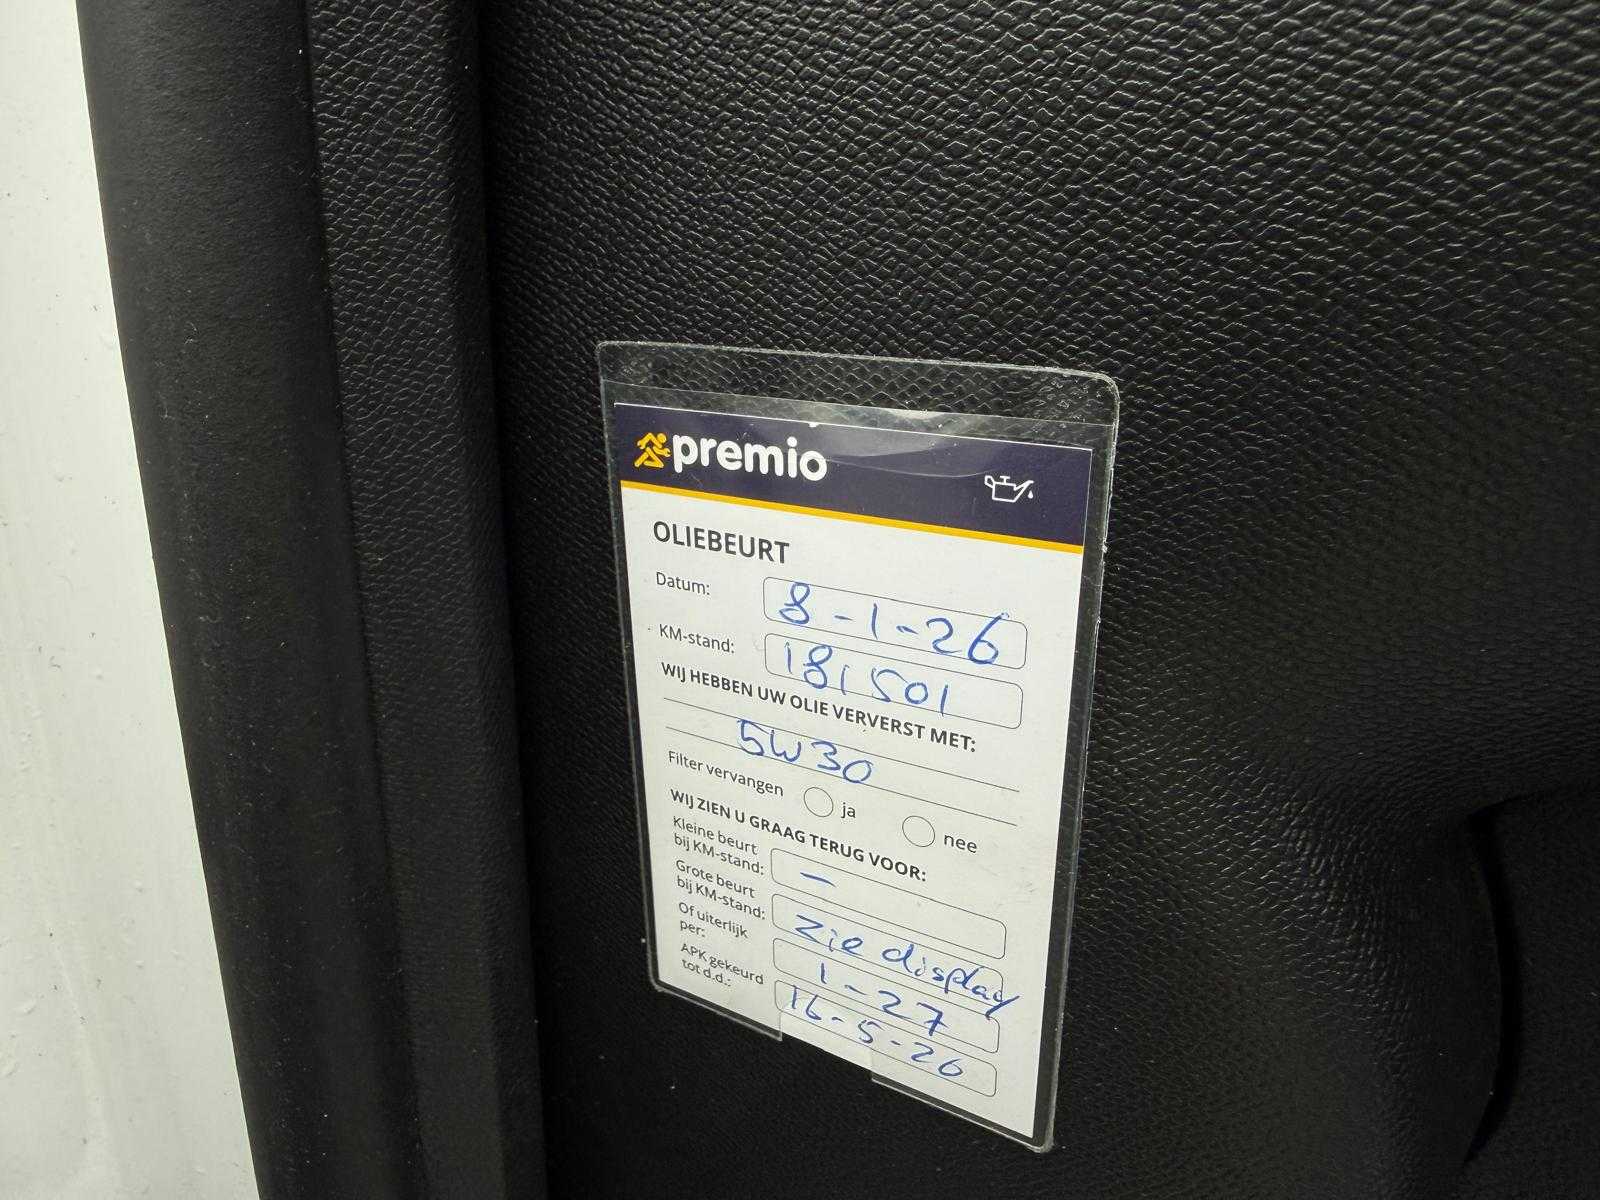 premio
OLIEBEURT
Datum: 8-1-26
KM-stand: 181501
WIJ HEBBEN UW OLIE VERVERST MET:
5W30
Filter vervangen ja nee
WIJ ZIEN U GRAAG TERUG VOOR:
Kleine beurt
bij KM-stand: -
Grote beurt
bij KM-stand: zie display
Of uiterlijk
per: 1-27
APK gekeurd
tot d.d.: 16-5-26